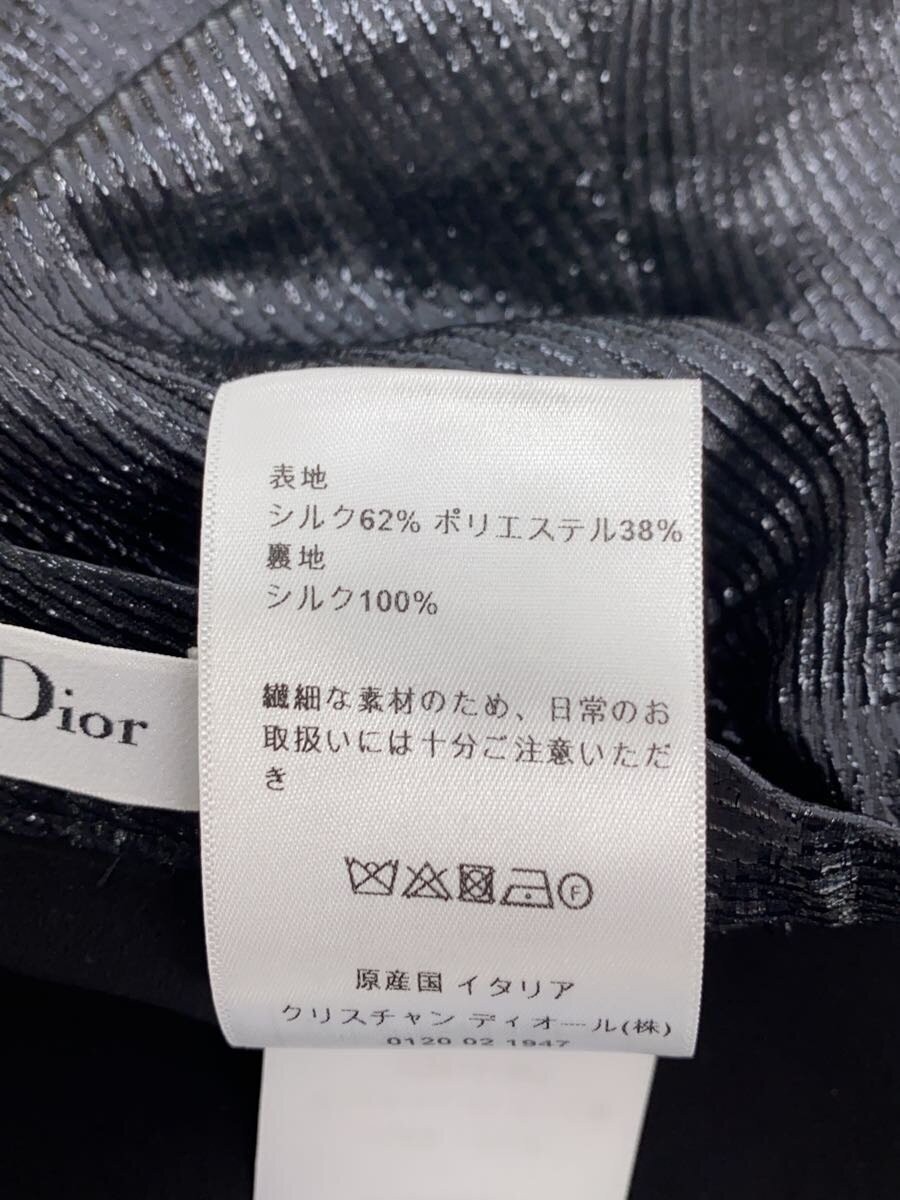 表地
シルク62% ポリエステル38%
裏地
シルク100%
繊細な素材のため、日常のお
取扱いには十分ご注意いただ
き
F
原産国 イタリア
クリスチャン ディオール(株)
0120 02 1947
Dior